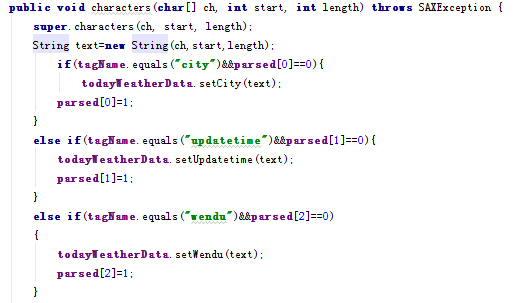 public void characters(char[] ch, int start, int length) throws SAXException {
super.characters(ch, start, length);
String text=new String(ch,start,length);
if(tagName.equals("city")&&parsed[0]==0){
todayWeatherData.setCity(text);
parsed[0]=1;
}
else if(tagName.equals("updatetime")&&parsed[1]==0){
todayWeatherData.setUpdatetime(text);
parsed[1]=1;
}
else if(tagName.equals("wendu")&&parsed[2]==0)
{
todayWeatherData.setWendu(text);
parsed[2]=1;
}